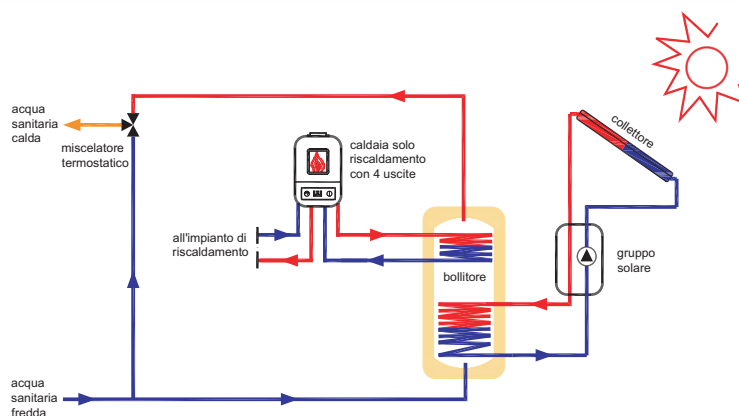 acqua
sanitaria
calda
miscelatore
termostatico
caldaia solo
riscaldamento
con 4 uscite
collettore
all'impianto di
riscaldamento
gruppo
solare
bollitore
acqua
sanitaria
fredda